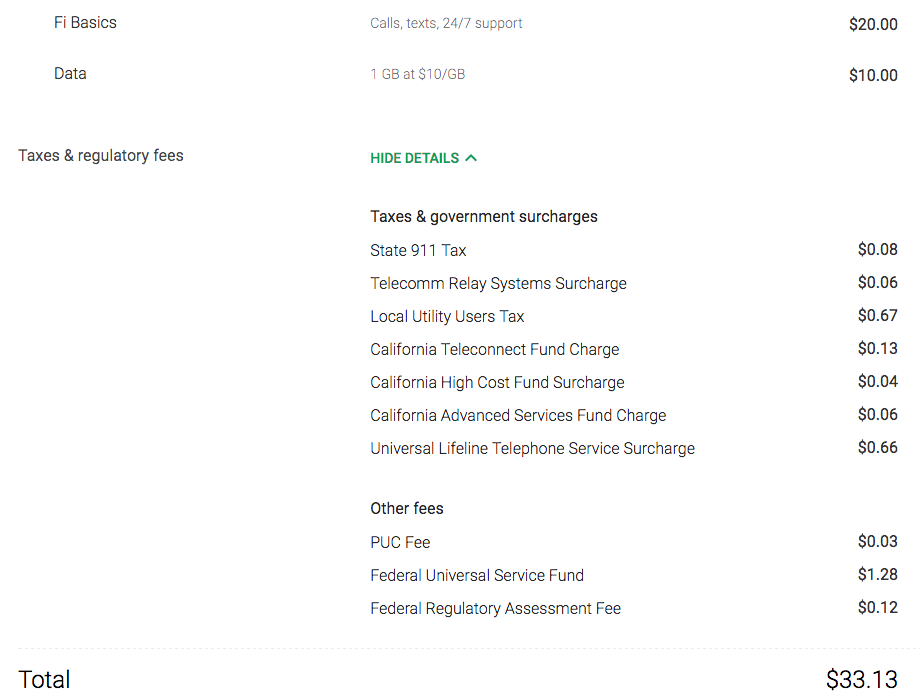 Fi Basics Calls, texts, 24/7 support $20.00
Data 1 GB at $10/GB $10.00
Taxes & regulatory fees HIDE DETAILS
Taxes & government surcharges
State 911 Tax $0.08
Telecomm Relay Systems Surcharge $0.06
Local Utility Users Tax $0.67
California Teleconnect Fund Charge $0.13
California High Cost Fund Surcharge $0.04
California Advanced Services Fund Charge $0.06
Universal Lifeline Telephone Service Surcharge $0.66
Other fees
PUC Fee $0.03
Federal Universal Service Fund $1.28
Federal Regulatory Assessment Fee $0.12
Total $33.13